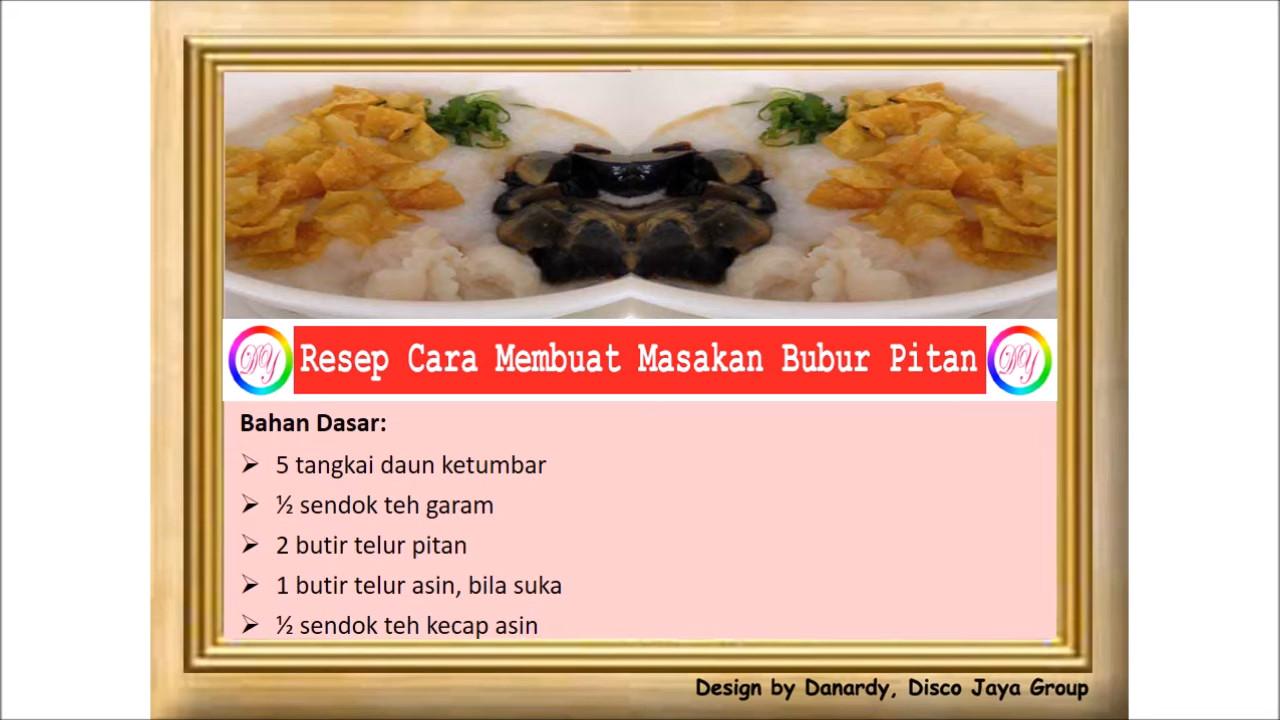 DY
Resep Cara Membuat Masakan Bubur Pitan
DY
Bahan Dasar:
➢ 5 tangkai daun ketumbar
➢ ½ sendok teh garam
➢ 2 butir telur pitan
➢ 1 butir telur asin, bila suka
➢ ½ sendok teh kecap asin
Design by Danardy, Disco Jaya Group